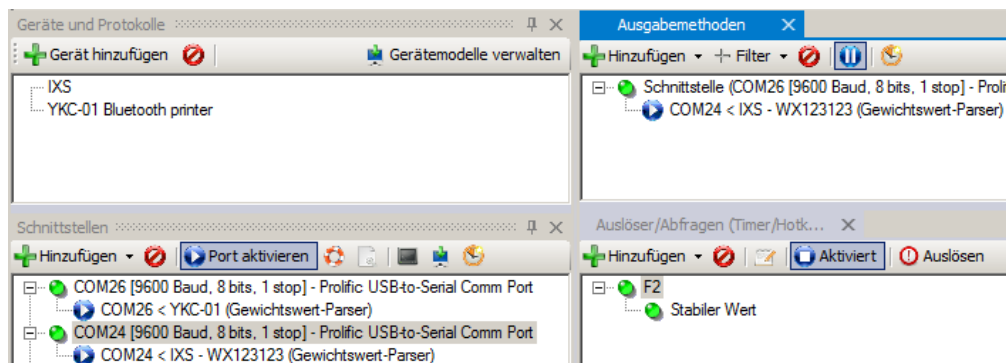 Geräte und Protokolle
Gerät hinzufügen Gerätemodelle verwalten
IXS
YKC-01 Bluetooth printer
Ausgabemethoden
Hinzufügen Filter
Schnittstelle (COM26 [9600 Baud, 8 bits, 1 stop] - Prolif
COM24 < IXS - WX123123 (Gewichtswert-Parser)
Schnittstellen
Hinzufügen Port aktivieren
COM26 [9600 Baud, 8 bits, 1 stop] - Prolific USB-to-Serial Comm Port
COM26 < YKC-01 (Gewichtswert-Parser)
COM24 [9600 Baud, 8 bits, 1 stop] - Prolific USB-to-Serial Comm Port
COM24 < IXS - WX123123 (Gewichtswert-Parser)
Auslöser/Abfragen (Timer/Hotk...
Hinzufügen Aktiviert Auslösen
F2
Stabiler Wert